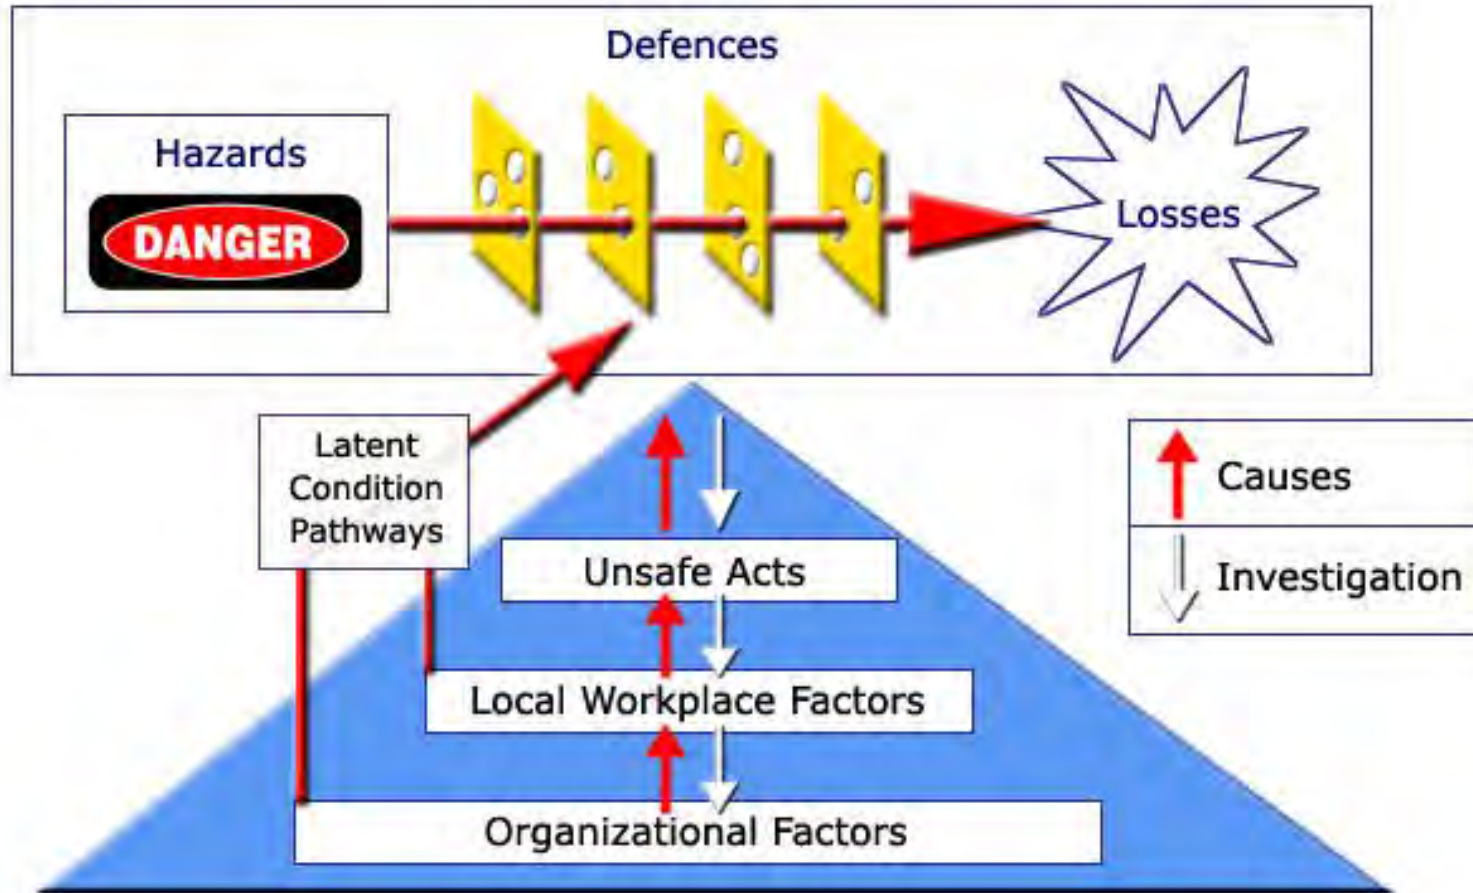 Defences
Hazards
DANGER
Losses
Latent
Condition
Pathways
Causes
Investigation
Unsafe Acts
Local Workplace Factors
Organizational Factors